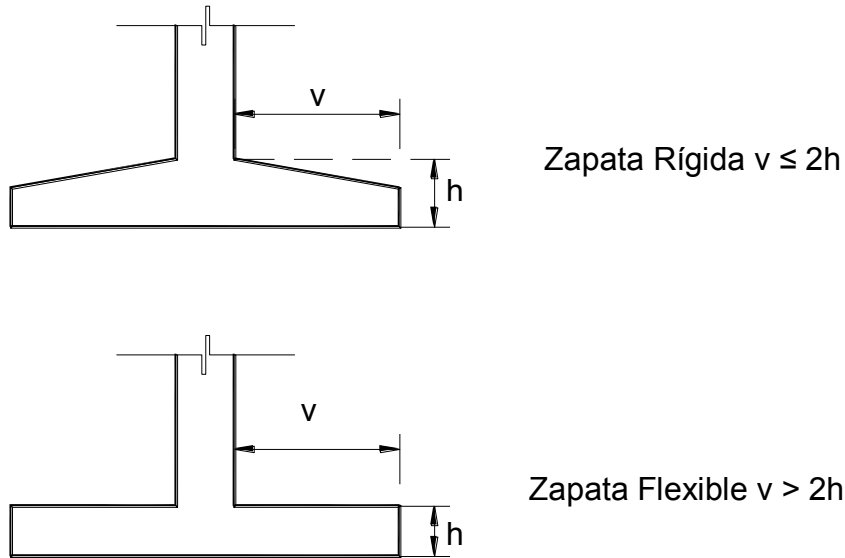 v
h
Zapata Rígida v ≤ 2h
v
h
Zapata Flexible v > 2h